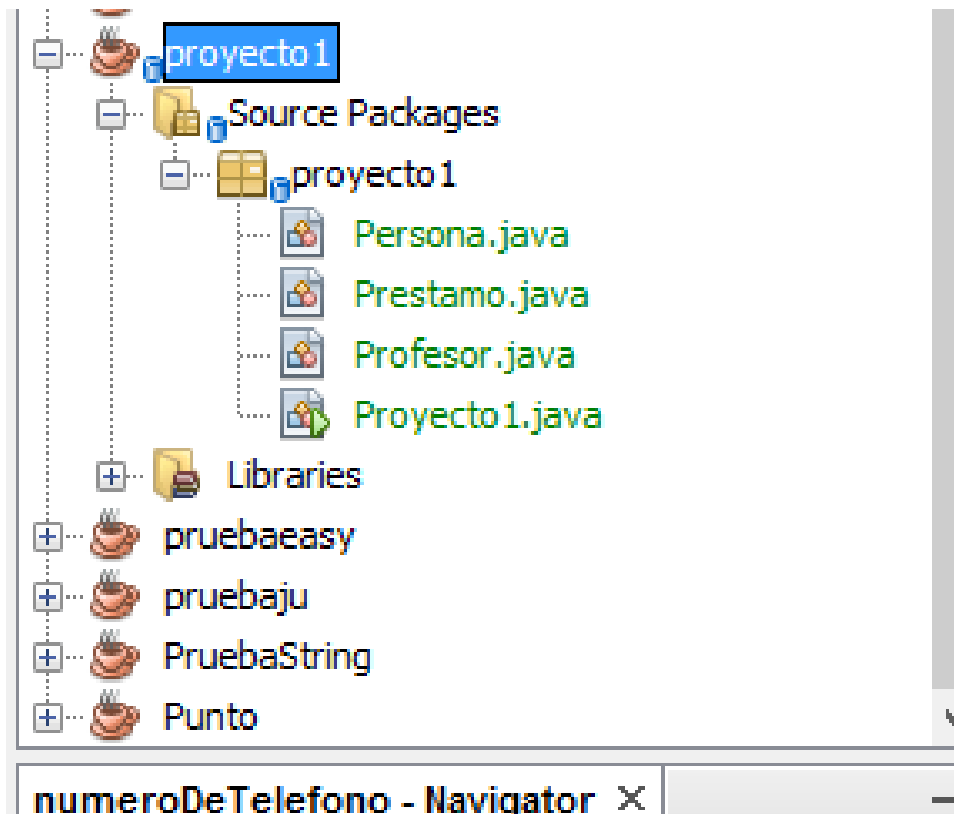 proyecto1
Source Packages
proyecto1
Persona.java
Prestamo.java
Profesor.java
Proyecto1.java
Libraries
pruebaeasy
pruebaju
PruebaString
Punto
numeroDeTelefono - Navigator